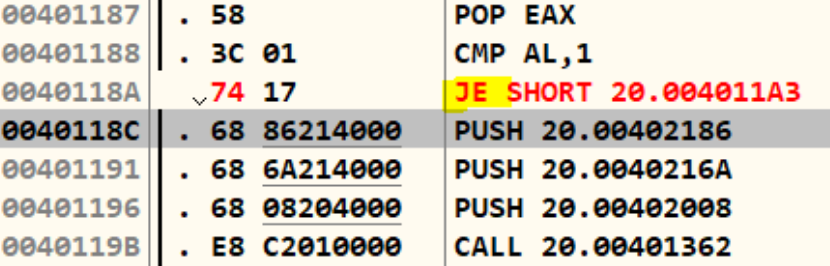 00401187 . 58 POP EAX
00401188 . 3C 01 CMP AL,1
0040118A 74 17 JE SHORT 20.004011A3
0040118C . 68 86214000 PUSH 20.00402186
00401191 . 68 6A214000 PUSH 20.0040216A
00401196 . 68 08204000 PUSH 20.00402008
0040119B . E8 C2010000 CALL 20.00401362